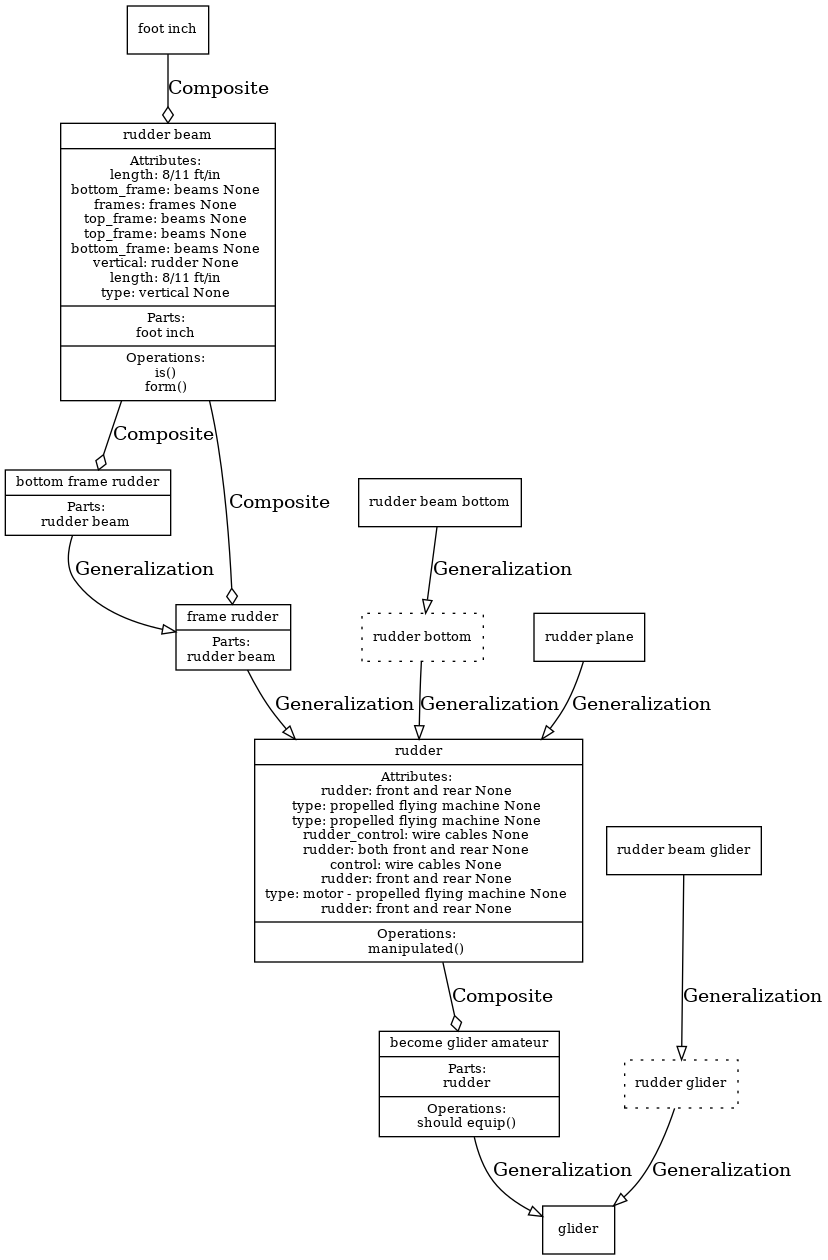 foot inch
Composite
rudder beam
Attributes:
length: 8/11 ft/in
bottom_frame: beams None
frames: frames None
top_frame: beams None
top_frame: beams None
bottom_frame: beams None
vertical: rudder None
length: 8/11 ft/in
type: vertical None
Parts:
foot inch
Operations:
is()
form()
Composite
Composite
bottom frame rudder
Parts:
rudder beam
rudder beam bottom
Generalization
Generalization
frame rudder
Parts:
rudder beam
rudder bottom
rudder plane
Generalization
Generalization
Generalization
rudder
Attributes:
rudder: front and rear None
type: propelled flying machine None
type: propelled flying machine None
rudder_control: wire cables None
rudder: both front and rear None
control: wire cables None
rudder: front and rear None
type: motor - propelled flying machine None
rudder: front and rear None
Operations:
manipulated()
rudder beam glider
Composite
Generalization
become glider amateur
Parts:
rudder
Operations:
should equip()
rudder glider
Generalization
Generalization
glider